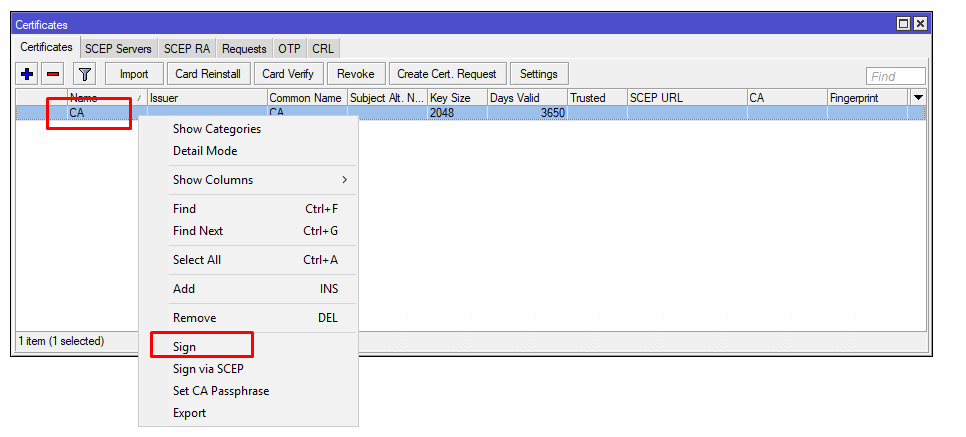 Certificates
Certificates SCEP Servers SCEP RA Requests OTP CRL
Import Card Reinstall Card Verify Revoke Create Cert. Request Settings Find
Name Issuer Common Name Subject Alt. N... Key Size Days Valid Trusted SCEP URL CA Fingerprint
CA CA 2048 3650
Show Categories
Detail Mode
Show Columns
Find Ctrl+F
Find Next Ctrl+G
Select All Ctrl+A
Add INS
Remove DEL
1 item (1 selected)
Sign
Sign via SCEP
Set CA Passphrase
Export